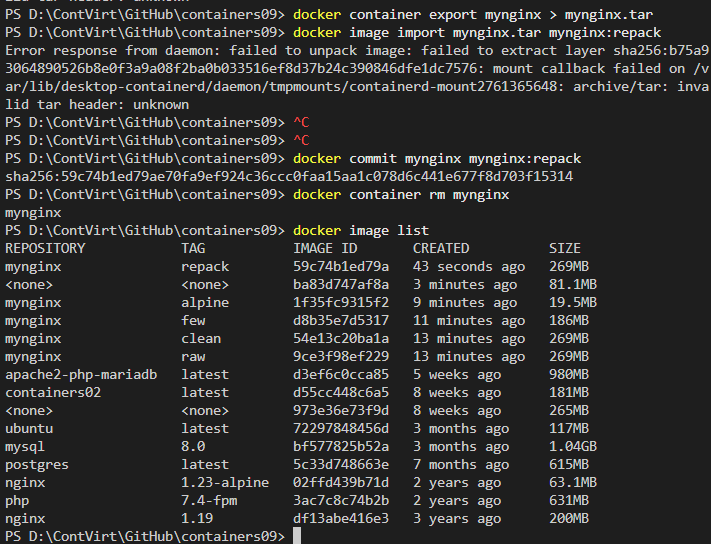 PS D:\ContVirt\GitHub\containers09> docker container export mynginx > mynginx.tar
PS D:\ContVirt\GitHub\containers09> docker image import mynginx.tar mynginx:repack
Error response from daemon: failed to unpack image: failed to extract layer sha256:b75a9
3064890526b8e0f3a9a08f2ba0b033516ef8d37b24c390846dfe1dc7576: mount callback failed on /v
ar/lib/desktop-containerd/daemon/tmpmounts/containerd-mount2761365648: archive/tar: inva
lid tar header: unknown
PS D:\ContVirt\GitHub\containers09> ^C
PS D:\ContVirt\GitHub\containers09> ^C
PS D:\ContVirt\GitHub\containers09> docker commit mynginx mynginx:repack
sha256:59c74b1ed79ae70fa9ef924c36ccc0faa15aa1c078d6c441e677f8d703f15314
PS D:\ContVirt\GitHub\containers09> docker container rm mynginx
mynginx
PS D:\ContVirt\GitHub\containers09> docker image list
REPOSITORY TAG IMAGE ID CREATED SIZE
mynginx repack 59c74b1ed79a 43 seconds ago 269MB
<none> <none> ba83d747af8a 3 minutes ago 81.1MB
mynginx alpine 1f35fc9315f2 9 minutes ago 19.5MB
mynginx few d8b35e7d5317 11 minutes ago 186MB
mynginx clean 54e13c20ba1a 13 minutes ago 269MB
mynginx raw 9ce3f98ef229 13 minutes ago 269MB
apache2-php-mariadb latest d3ef6c0cca85 5 weeks ago 980MB
containers02 latest d55cc448c6a5 8 weeks ago 181MB
<none> <none> 973e36e73f9d 8 weeks ago 265MB
ubuntu latest 72297848456d 3 months ago 117MB
mysql 8.0 bf577825b52a 3 months ago 1.04GB
postgres latest 5c33d748663e 7 months ago 615MB
nginx 1.23-alpine 02ffd439b71d 2 years ago 63.1MB
php 7.4-fpm 3ac7c8c74b2b 2 years ago 631MB
nginx 1.19 df13abe416e3 3 years ago 200MB
PS D:\ContVirt\GitHub\containers09>